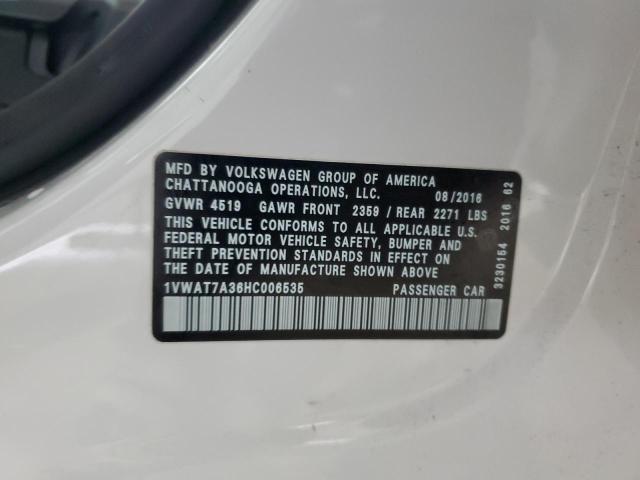 MFD BY VOLKSWAGEN GROUP OF AMERICA
CHATTANOOGA OPERATIONS, LLC. 08/2016
GVWR 4519 GAWR FRONT 2359 / REAR 2271 LBS
THIS VEHICLE CONFORMS TO ALL APPLICABLE U.S.
FEDERAL MOTOR VEHICLE SAFETY, BUMPER AND
THEFT PREVENTION STANDARDS IN EFFECT ON
THE DATE OF MANUFACTURE SHOWN ABOVE
1VWAT7A36HC006535 PASSENGER CAR
3230154 2016 62